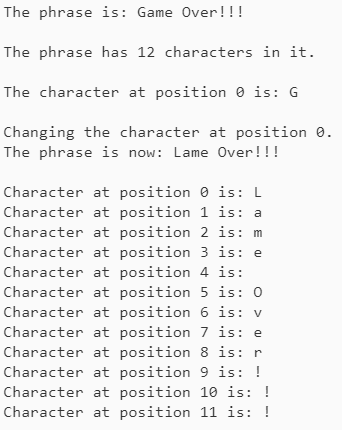 The phrase is: Game Over!!!
The phrase has 12 characters in it.
The character at position 0 is: G
Changing the character at position 0.
The phrase is now: Lame Over!!!
Character at position 0 is: L
Character at position 1 is: a
Character at position 2 is: m
Character at position 3 is: e
Character at position 4 is:
Character at position 5 is: O
Character at position 6 is: v
Character at position 7 is: e
Character at position 8 is: r
Character at position 9 is: !
Character at position 10 is: !
Character at position 11 is: !